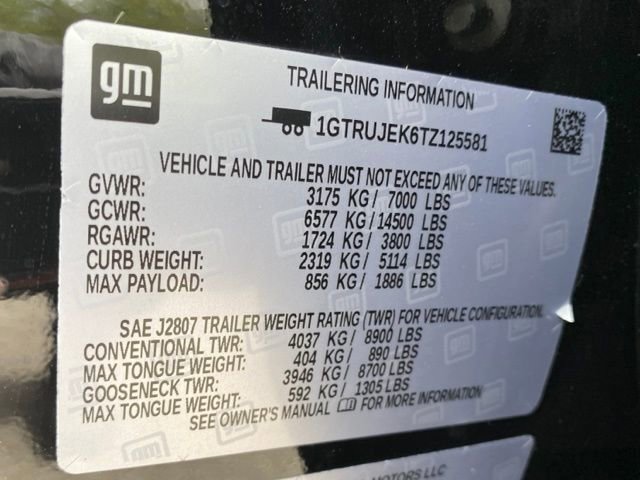 gm
TRAILERING INFORMATION
1GTRUJEK6TZ125581
VEHICLE AND TRAILER MUST NOT EXCEED ANY OF THESE VALUES.
GVWR: 3175 KG / 7000 LBS
GCWR: 6577 KG / 14500 LBS
RGAWR: 1724 KG / 3800 LBS
CURB WEIGHT: 2319 KG / 5114 LBS
MAX PAYLOAD: 856 KG / 1886 LBS
SAE J2807 TRAILER WEIGHT RATING (TWR) FOR VEHICLE CONFIGURATION.
CONVENTIONAL TWR: 4037 KG / 8900 LBS
MAX TONGUE WEIGHT: 404 KG / 890 LBS
GOOSENECK TWR: 3946 KG / 8700 LBS
MAX TONGUE WEIGHT: 592 KG / 1305 LBS
SEE OWNER'S MANUAL FOR MORE INFORMATION
MOTORS LLC